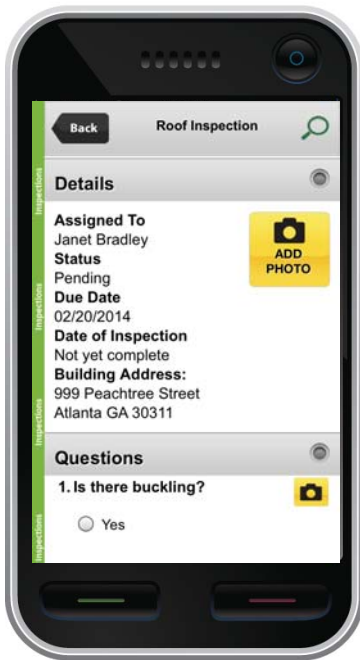 Back
Roof Inspection
Details
Assigned To
Janet Bradley
Status
Pending
Due Date
02/20/2014
Date of Inspection
Not yet complete
Building Address:
999 Peachtree Street
Atlanta GA 30311
ADD
PHOTO
Questions
1. Is there buckling?
Yes
Inspections
Inspections
Inspections
Inspections